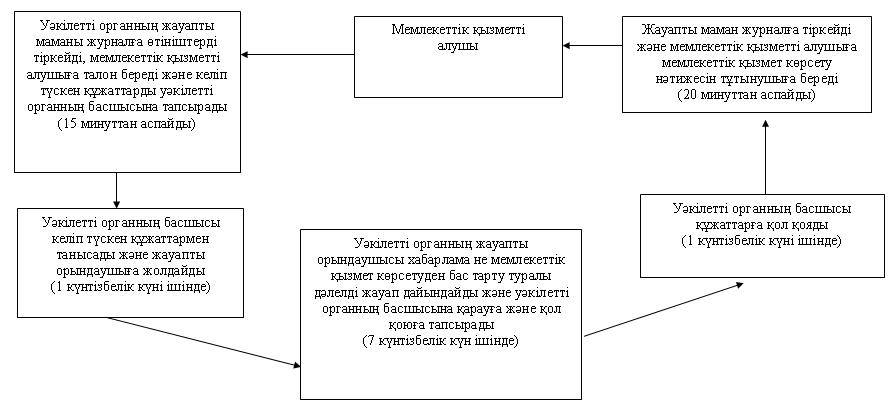 Уәкілетті органның жауапты
маманы журналға өтініштерді
тіркейді, мемлекеттік қызметті
алушыға талон береді және келіп
түскен құжаттарды уәкілетті
органның басшысына тапсырады
(15 минуттан аспайды)
Мемлекеттік қызметті
алушы
Жауапты маман журналға тіркейді
және мемлекеттік қызметті алушыға
мемлекеттік қызмет көрсету
нәтижесін тұтынушыға береді
(20 минуттан аспайды)
Уәкілетті органның басшысы
келіп түскен құжаттармен
танысады және жауапты
орындаушыға жолдайды
(1 күнтізбелік күні ішінде)
Уәкілетті органның жауапты
орындаушысы хабарлама не мемлекеттік
қызмет көрсетуден бас тарту туралы
дәлелді жауап дайындайды және уәкілетті
органның басшысына қарауға және қол
қоюға тапсырады
(7 күнтізбелік күн ішінде)
Уәкілетті органның басшысы
құжаттарға қол қояды
(1 күнтізбелік күні ішінде)